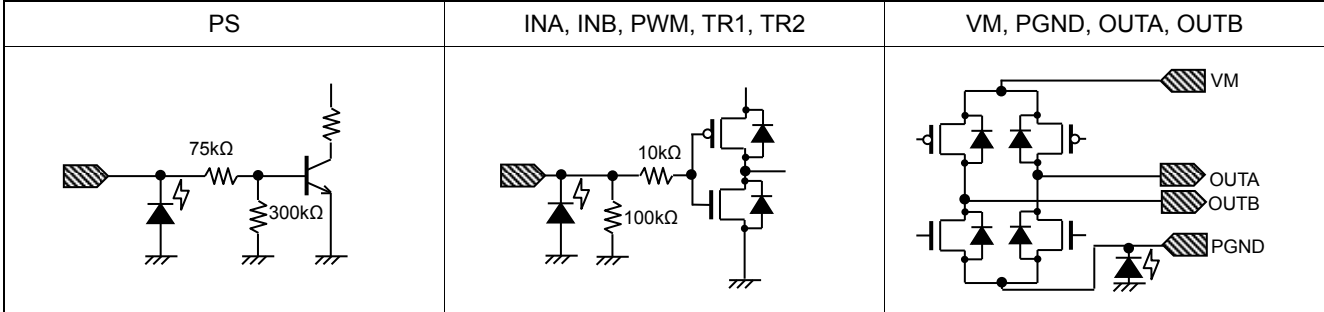 PS
INA, INB, PWM, TR1, TR2
VM, PGND, OUTA, OUTB
75kΩ
300kΩ
10kΩ
100kΩ
VM
OUTA
OUTB
PGND